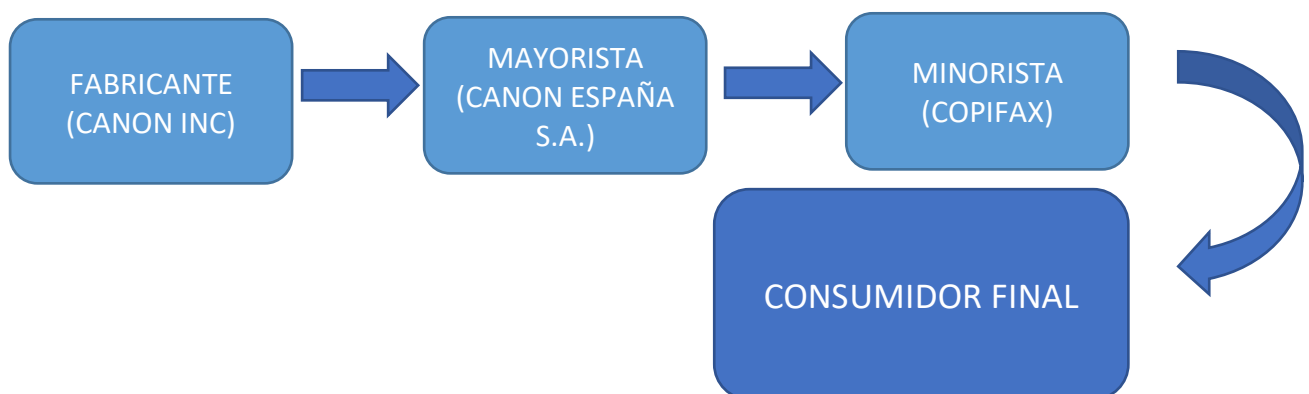 FABRICANTE
(CANON INC)
MAYORISTA
(CANON ESPAÑA
S.A.)
MINORISTA
(COPIFAX)
CONSUMIDOR FINAL